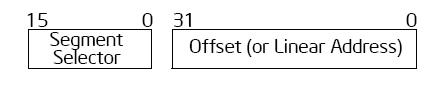 15 0 31 0
Segment
Selector
Offset (or Linear Address)